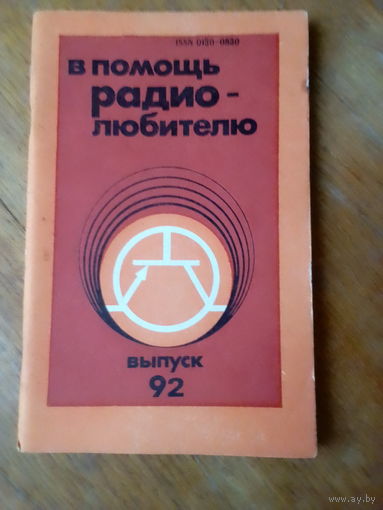 ISSN 0130-0830
В ПОМОЩЬ
РАДИО-
ЛЮБИТЕЛЮ
ВЫПУСК
92
www.ay.by